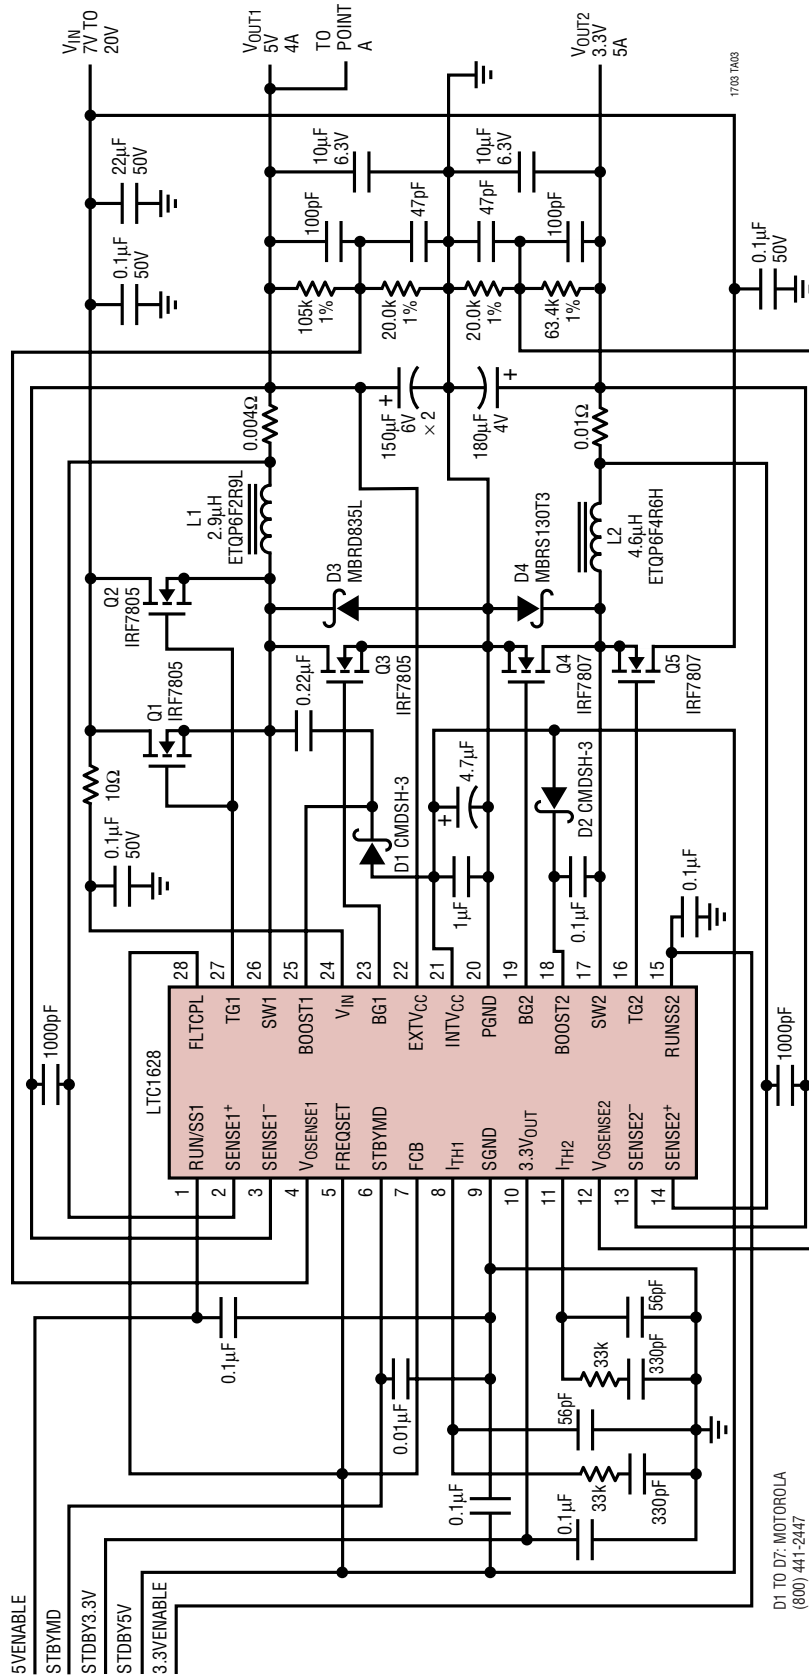 VIN
7V TO
20V
VOUT1
5V
4A
TO
POINT
A
VOUT2
3.3V
5A
1703 TA03
22µF
50V
0.1µF
50V
10µF
6.3V
10µF
6.3V
100pF
47pF
47pF
100pF
105k
1%
20.0k
1%
20.0k
1%
63.4k
1%
0.1µF
50V
0.004Ω
150µF
6V
× 2
+
180µF
4V
+
0.01Ω
L1
2.9µH
ETQP6F2R9L
D3
MBRD835L
D4
MBRS130T3
L2
4.6µH
ETQP6F4R6H
Q2
IRF7805
Q1
IRF7805
Q3
IRF7805
Q4
IRF7807
Q5
IRF7807
0.22µF
10Ω
0.1µF
50V
D1 CMDSH-3
4.7µF
+
1µF
D2 CMDSH-3
0.1µF
0.1µF
1000pF
1000pF
LTC1628
28 FLTCPL
27 TG1
26 SW1
25 BOOST1
24 VIN
23 BG1
22 EXTVCC
21 INTVCC
20 PGND
19 BG2
18 BOOST2
17 SW2
16 TG2
15 RUNSS2
1 RUN/SS1
2 SENSE1+
3 SENSE1–
4 VOSENSE1
5 FREQSET
6 STBYMD
7 FCB
8 ITH1
9 SGND
10 3.3VOUT
11 ITH2
12 VOSENSE2
13 SENSE2–
14 SENSE2+
0.1µF
0.01µF
0.1µF
56pF
33k
330pF
56pF
33k
330pF
0.1µF
5VENABLE
STBYMD
STDBY3.3V
STDBY5V
3.3VENABLE
D1 TO D7: MOTOROLA
(800) 441-2447